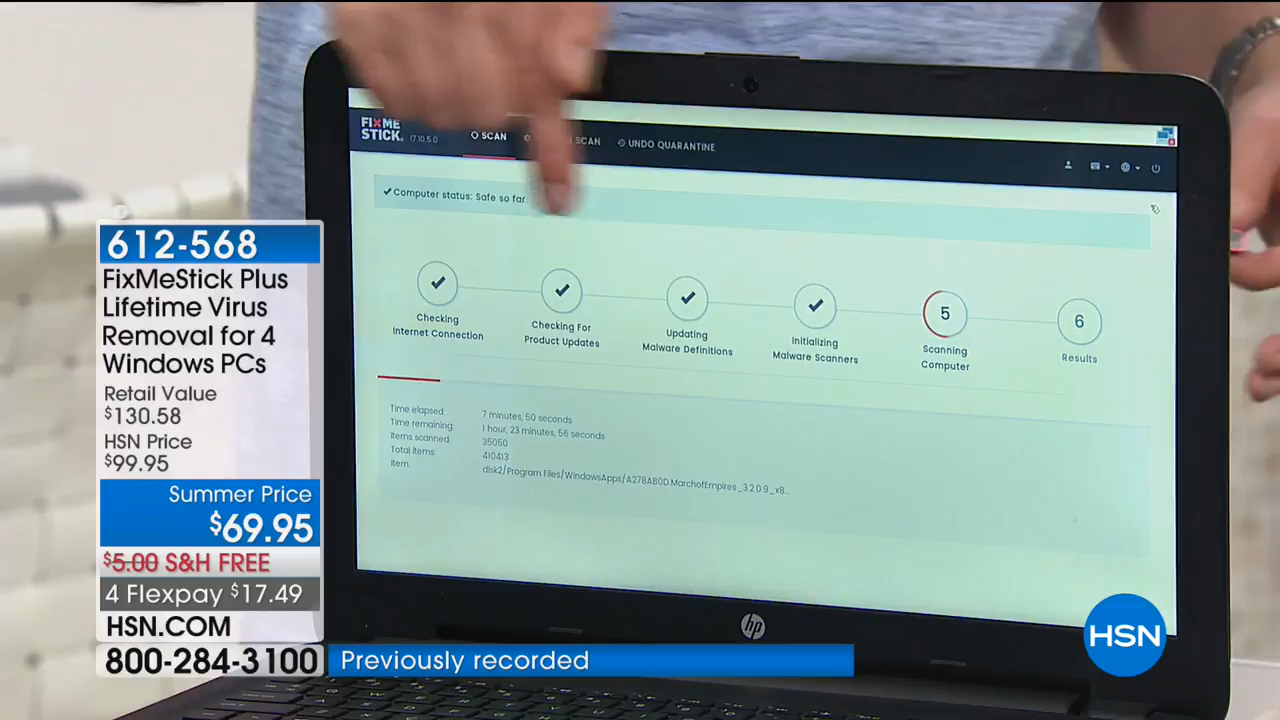 FIXME
STICK. 17.10.5.0
SCAN
SCAN
UNDO QUARANTINE
Computer status: Safe so far
Checking
Internet Connection
Checking For
Product Updates
Updating
Malware Definitions
Initializing
Malware Scanners
5
Scanning
Computer
6
Results
Time elapsed: 7 minutes, 50 seconds
Time remaining: 1 hour, 23 minutes, 56 seconds
Items scanned: 35050
Total items: 410413
Item: disk2/Program Files/WindowsApps/A278AB0D.MarchofEmpires_3.2.0.9_x8...
hp
612-568
FixMeStick Plus
Lifetime Virus
Removal for 4
Windows PCs
Retail Value
$130.58
HSN Price
$99.95
Summer Price
$69.95
$5.00 S&H FREE
4 Flexpay $17.49
HSN.COM
800-284-3100
Previously recorded
HSN